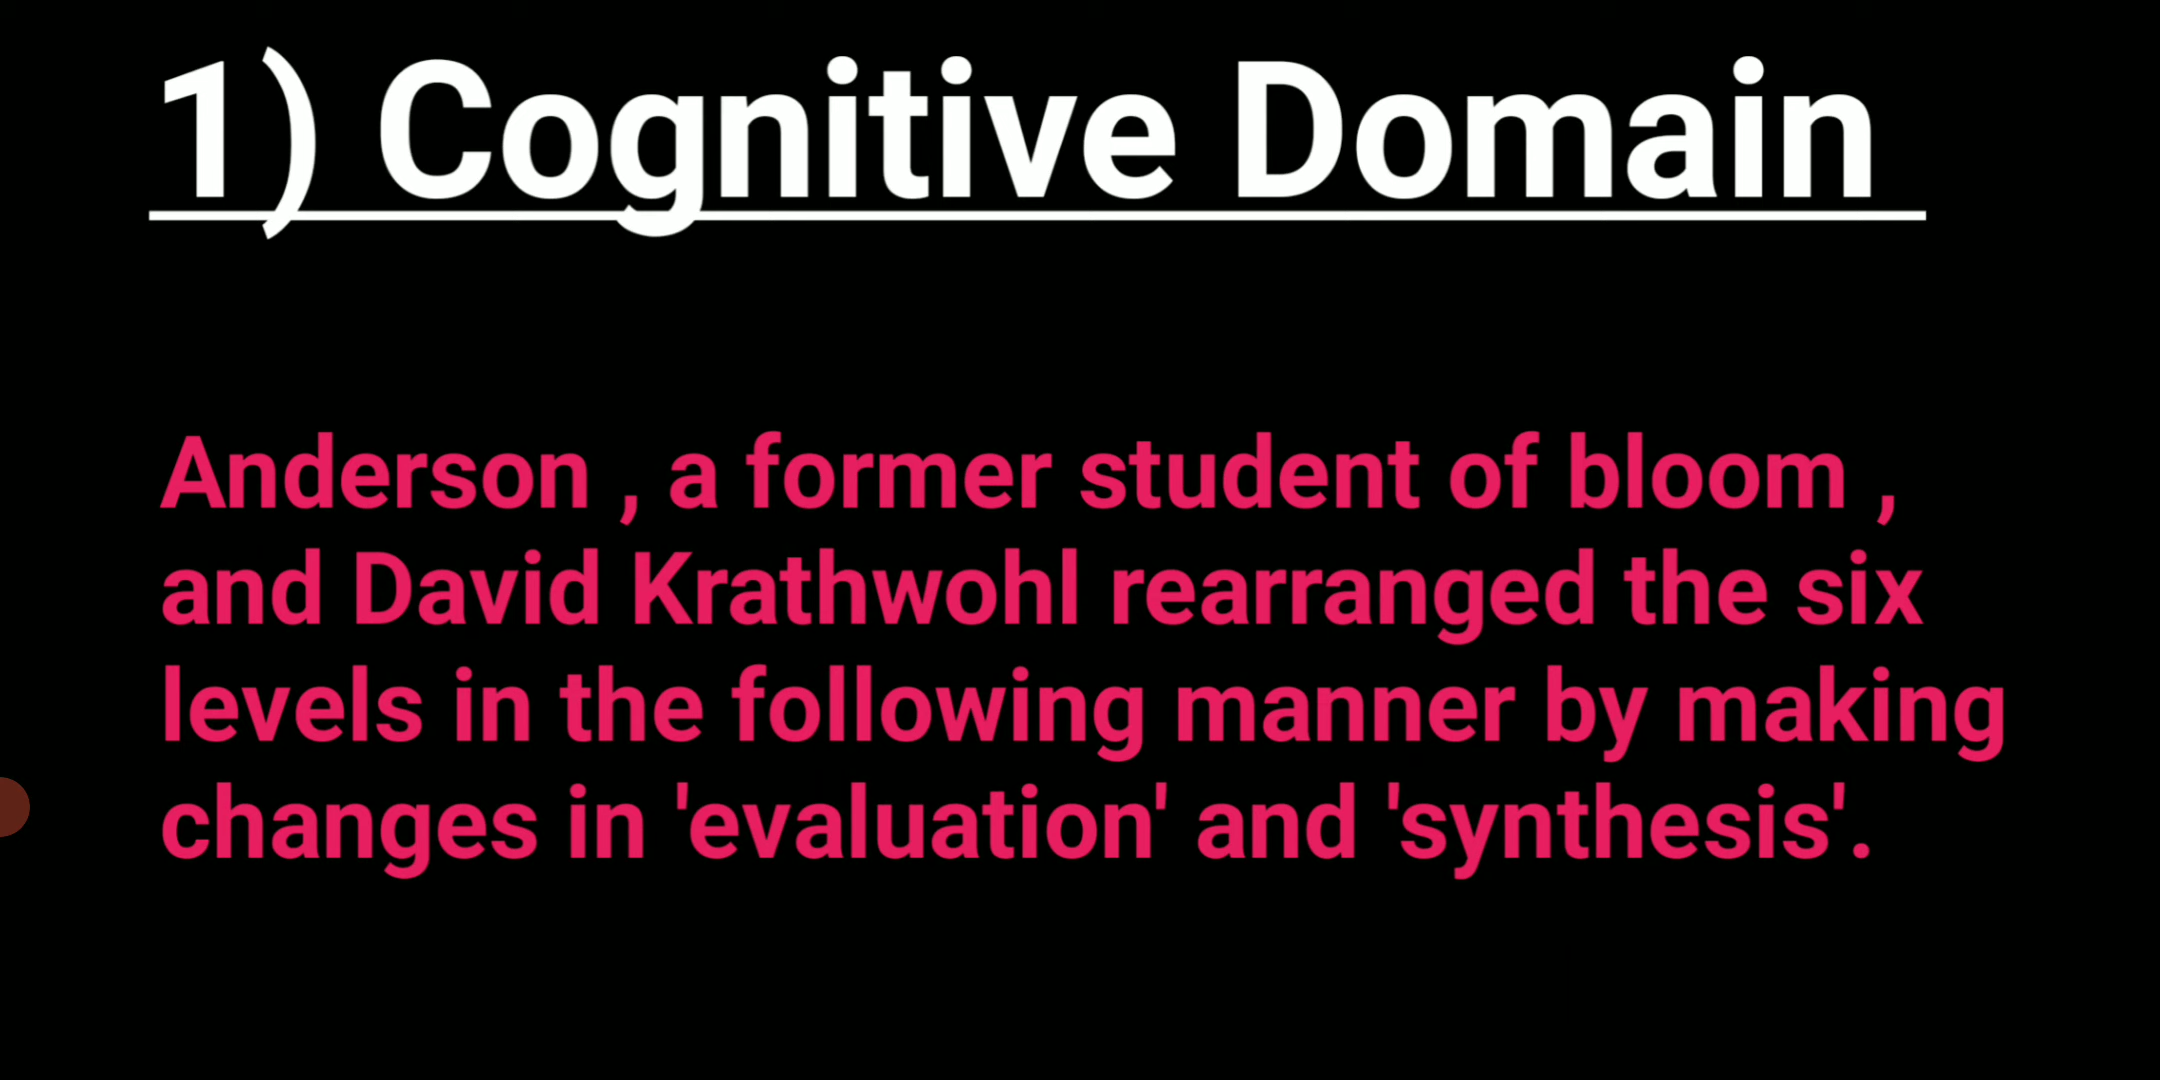 1) Cognitive Domain
Anderson , a former student of bloom ,
and David Krathwohl rearranged the six
levels in the following manner by making
changes in 'evaluation' and 'synthesis'.